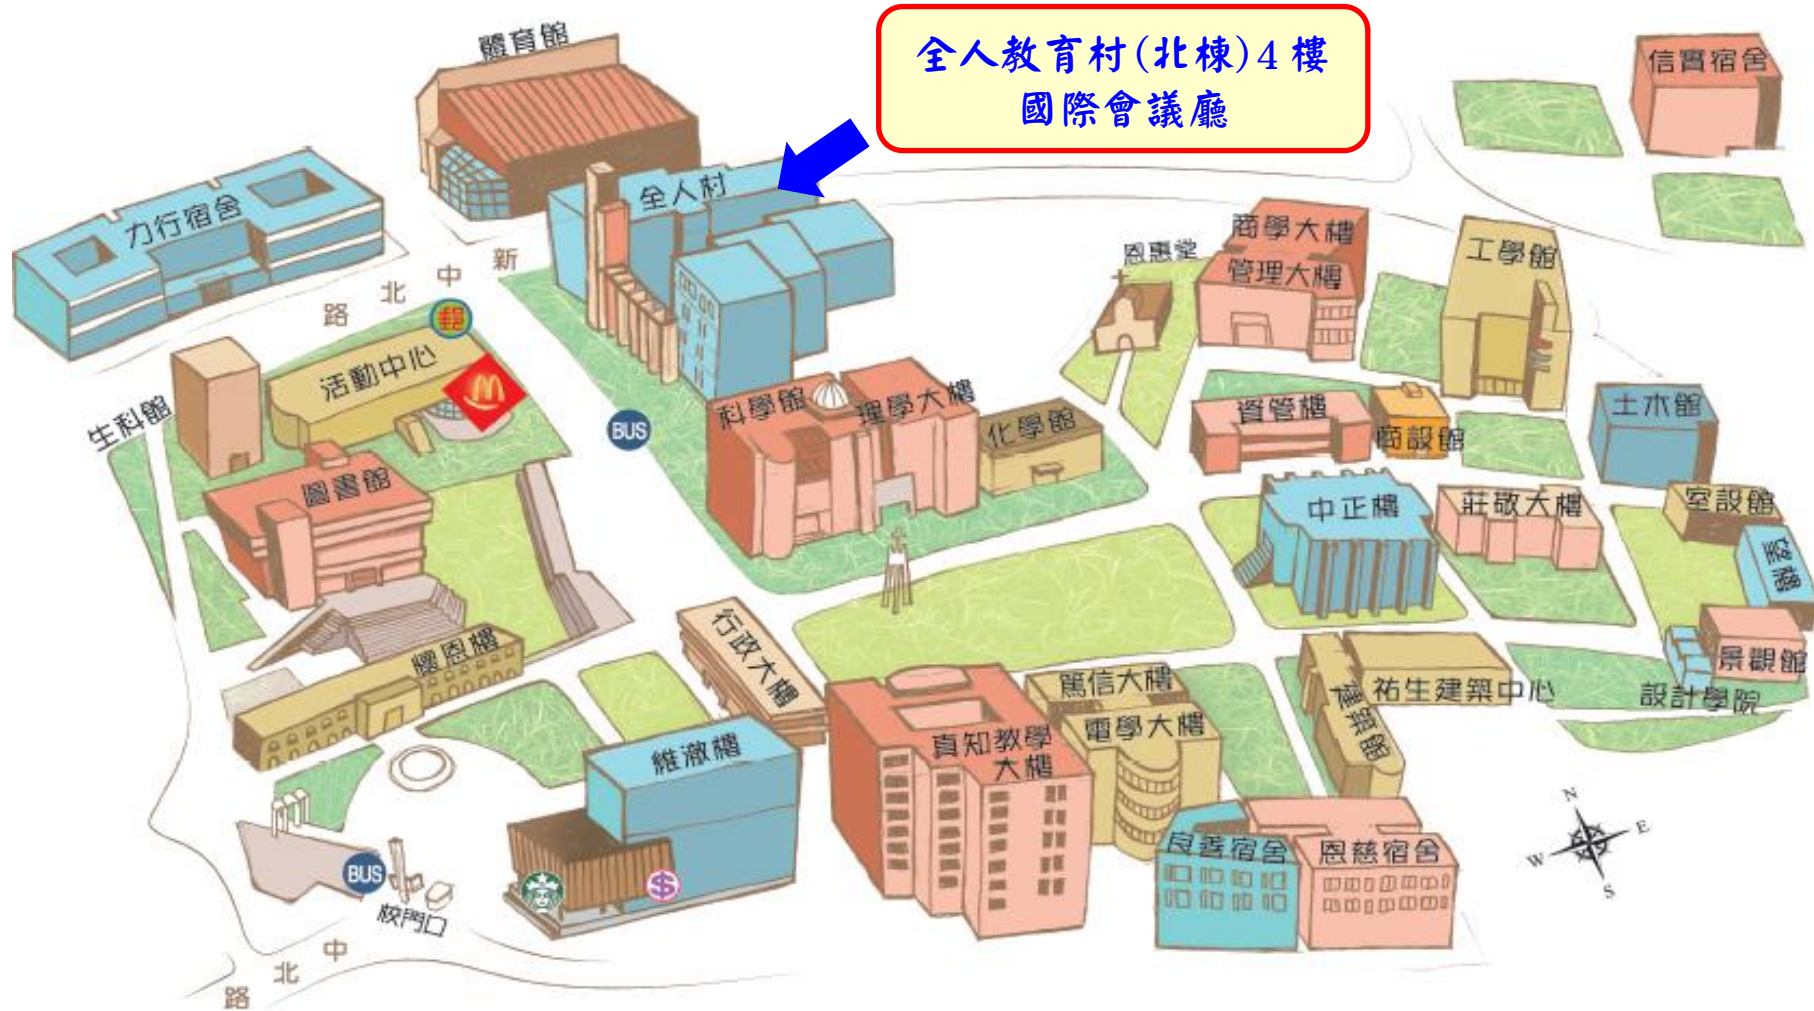 全人教育村(北棟)4樓
國際會議廳
體育館
信實宿舍
全人村
力行宿舍
商學大樓
恩惠堂
工學館
管理大樓
新中北路
郵
活動中心
生科館
BUS
科學館
理學大樓
化學館
資管樓
商設館
土木館
圖書館
中正樓
莊敬大樓
室設館
望樓
懷恩樓
行政大樓
景觀館
設計學院
篤信大樓
建築館
祐生建築中心
電學大樓
真知教學
大樓
維澈樓
良善宿舍
恩慈宿舍
N
E
W
S
BUS
$
校門口
中北路